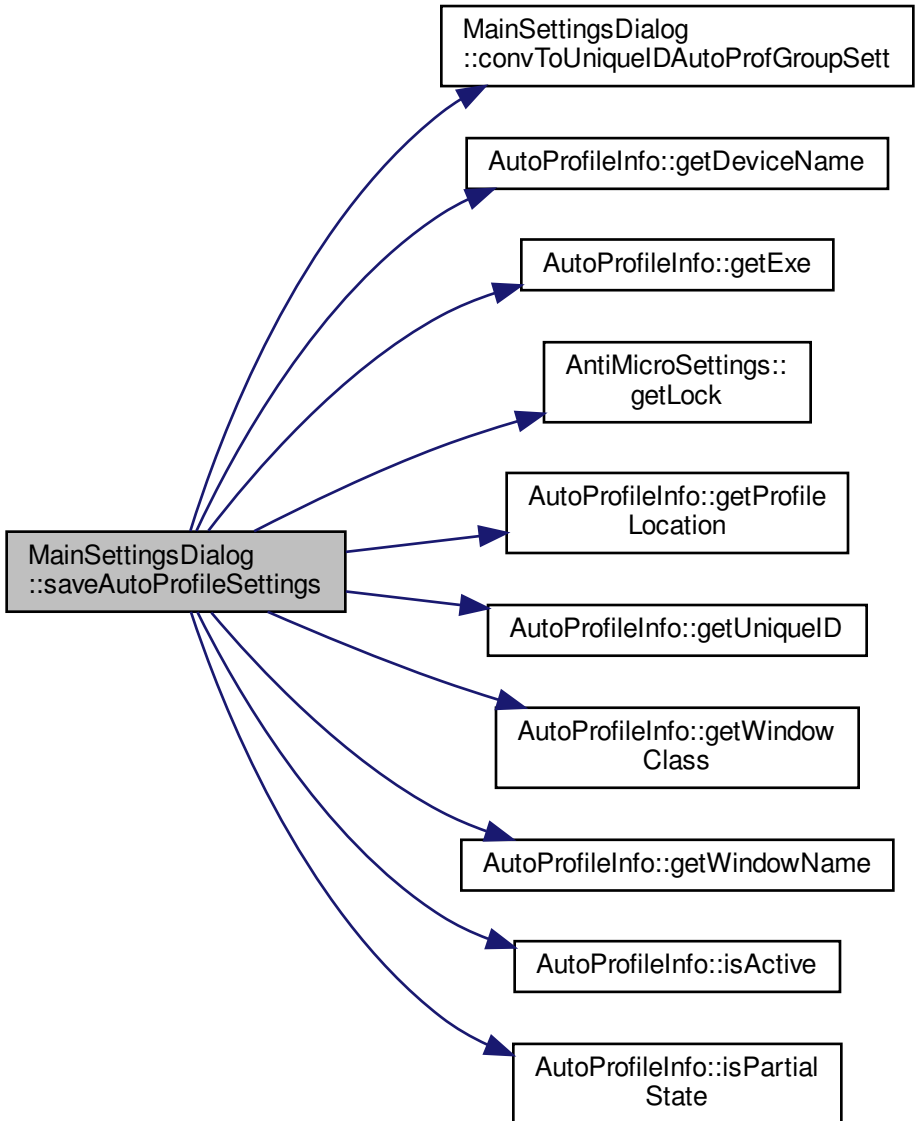 MainSettingsDialog
::convToUniqueIDAutoProfGroupSett
AutoProfileInfo::getDeviceName
AutoProfileInfo::getExe
AntiMicroSettings::
getLock
AutoProfileInfo::getProfile
Location
MainSettingsDialog
::saveAutoProfileSettings
AutoProfileInfo::getUniqueID
AutoProfileInfo::getWindow
Class
AutoProfileInfo::getWindowName
AutoProfileInfo::isActive
AutoProfileInfo::isPartial
State